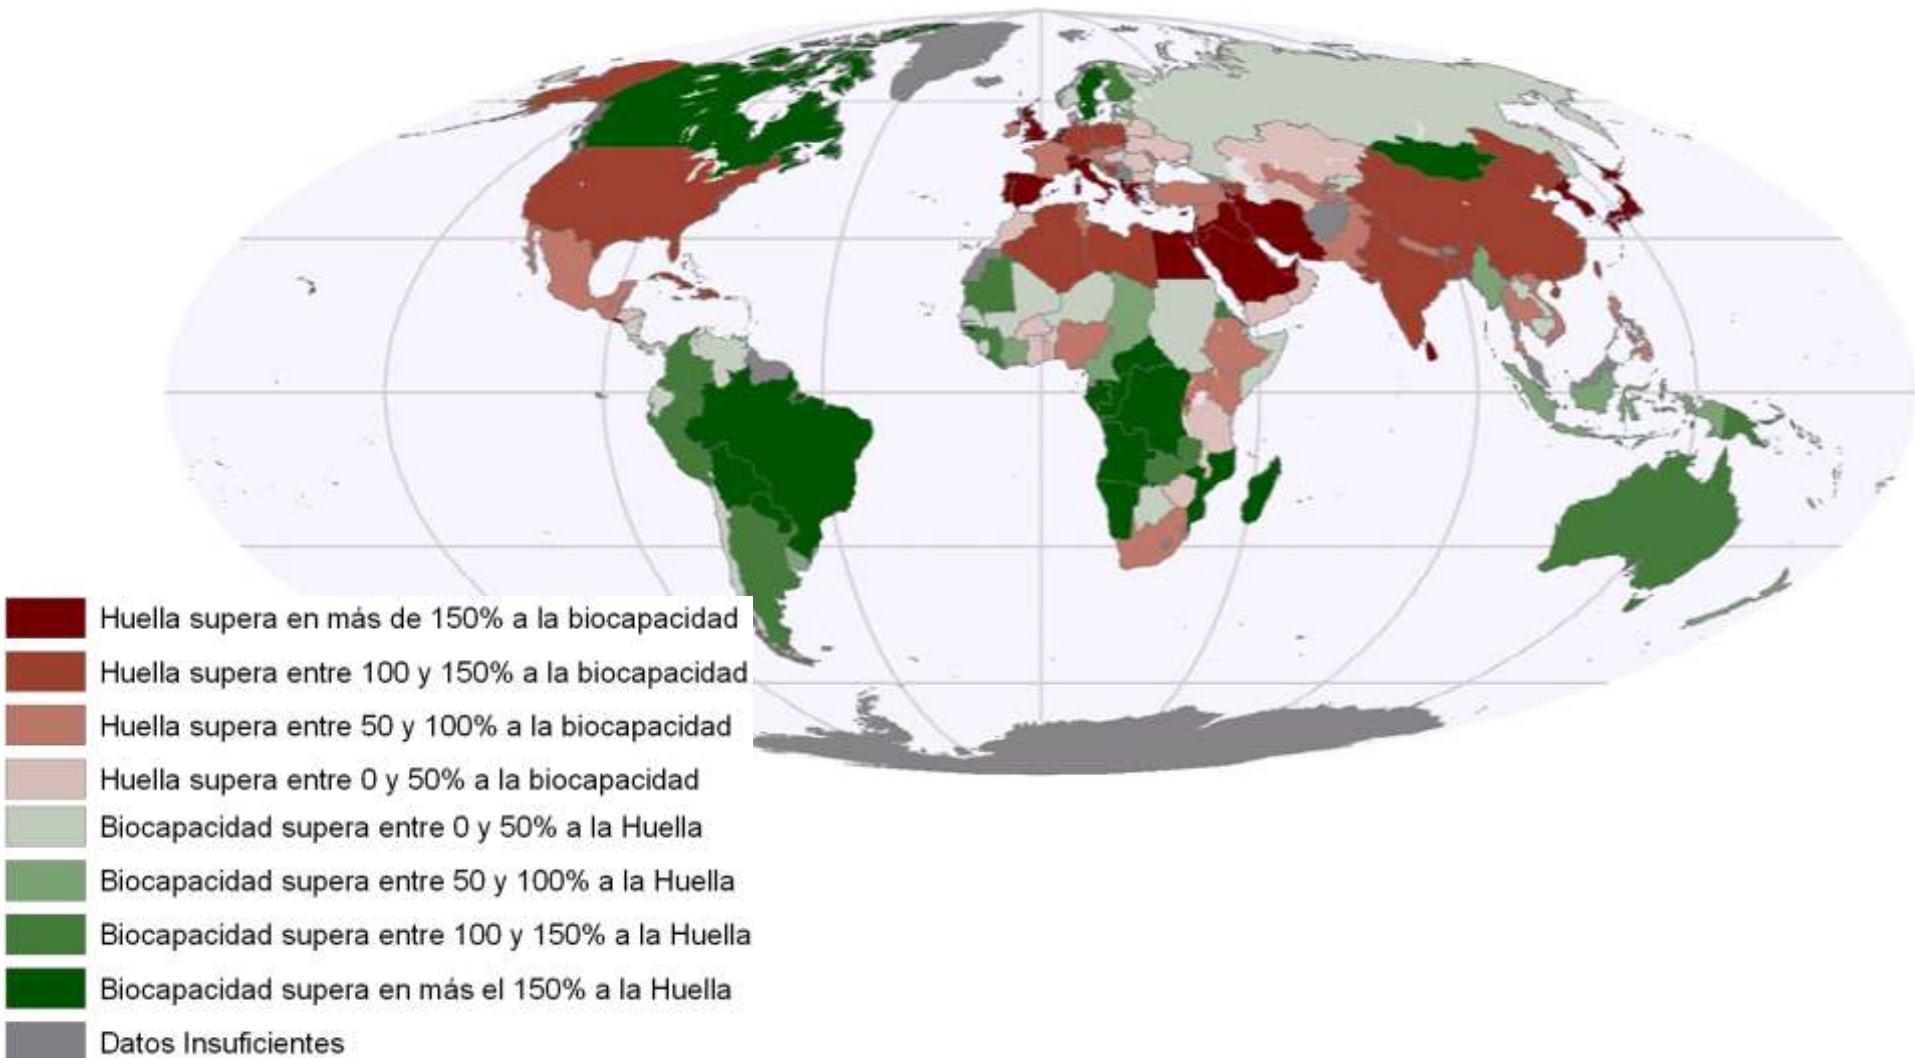 Huella supera en más de 150% a la biocapacidad
Huella supera entre 100 y 150% a la biocapacidad
Huella supera entre 50 y 100% a la biocapacidad
Huella supera entre 0 y 50% a la biocapacidad
Biocapacidad supera entre 0 y 50% a la Huella
Biocapacidad supera entre 50 y 100% a la Huella
Biocapacidad supera entre 100 y 150% a la Huella
Biocapacidad supera en más el 150% a la Huella
Datos Insuficientes